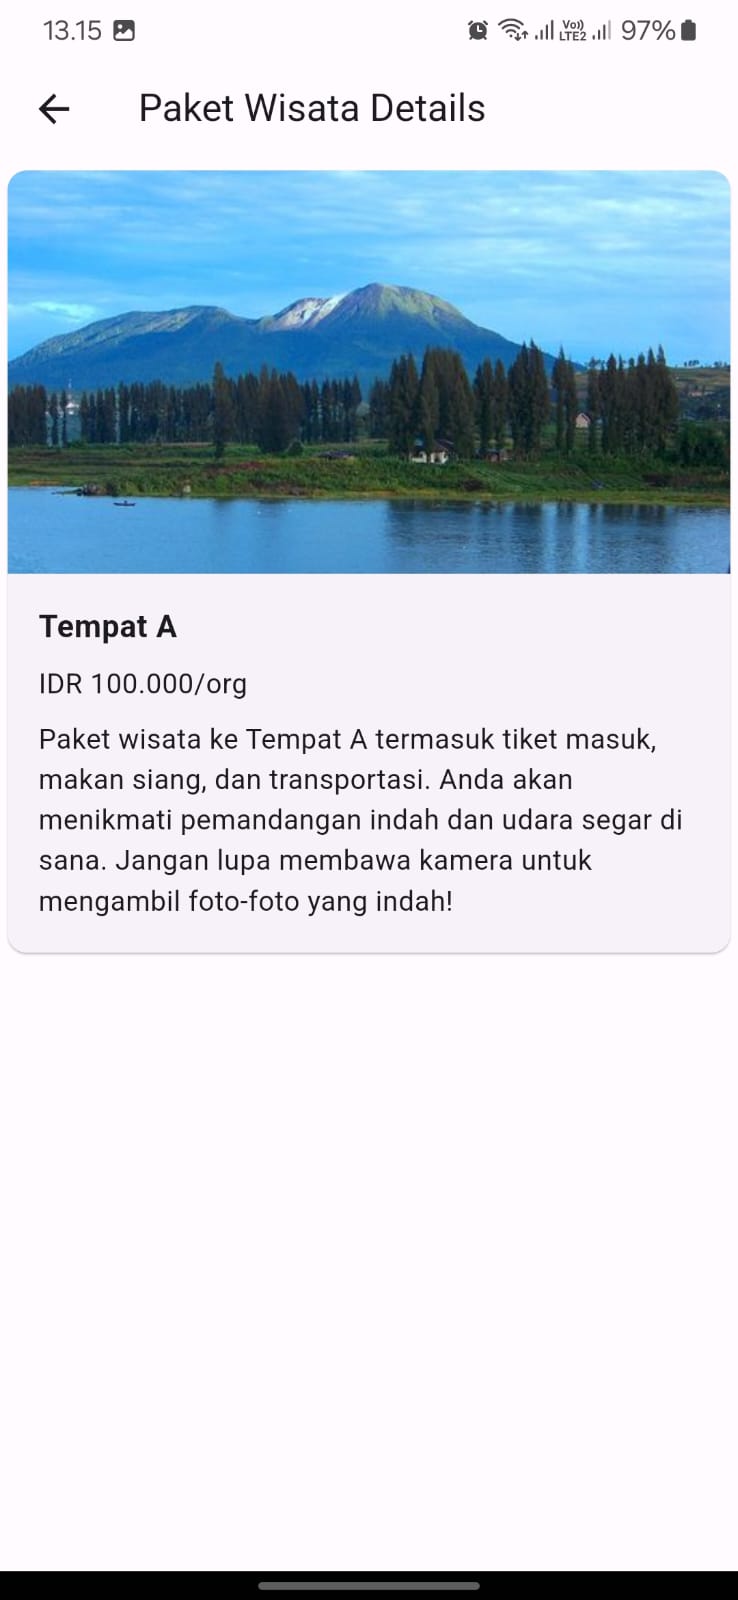 13.15
Vo))
LTE2
97%
Paket Wisata Details
Tempat A
IDR 100.000/org
Paket wisata ke Tempat A termasuk tiket masuk,
makan siang, dan transportasi. Anda akan
menikmati pemandangan indah dan udara segar di
sana. Jangan lupa membawa kamera untuk
mengambil foto-foto yang indah!